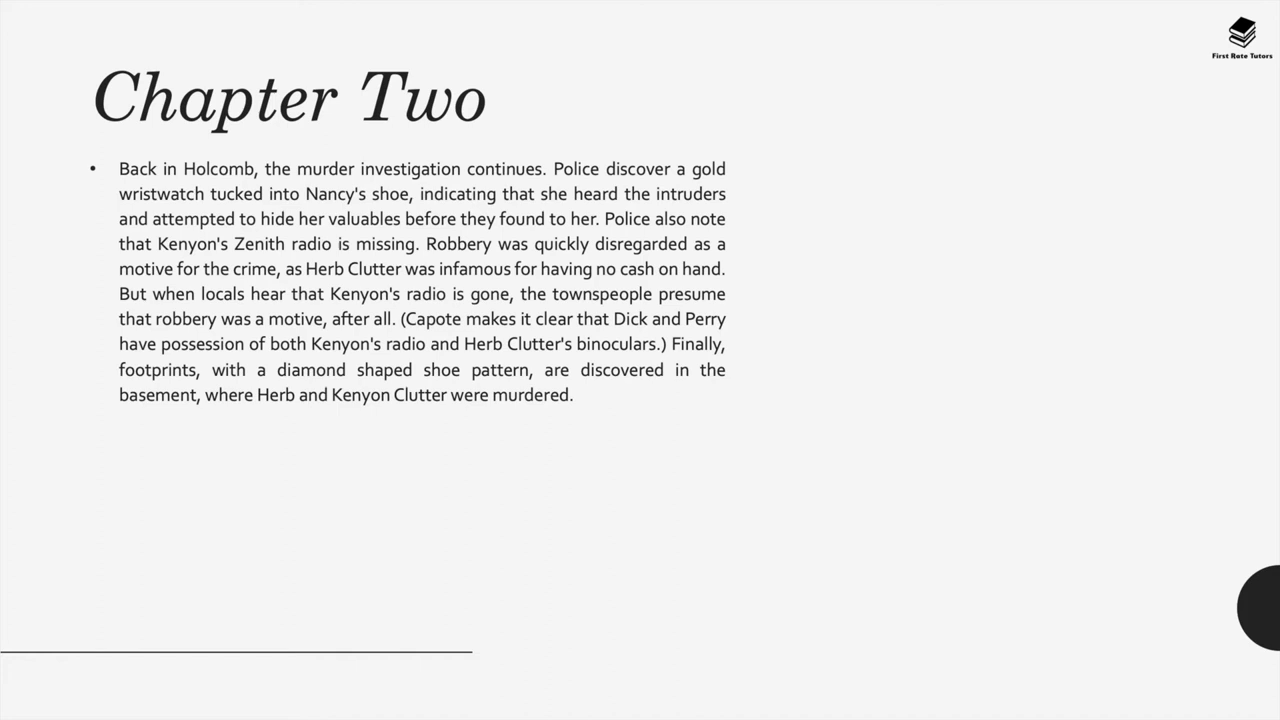 First Rate Tutors
Chapter Two
• Back in Holcomb, the murder investigation continues. Police discover a gold
wristwatch tucked into Nancy's shoe, indicating that she heard the intruders
and attempted to hide her valuables before they found to her. Police also note
that Kenyon's Zenith radio is missing. Robbery was quickly disregarded as a
motive for the crime, as Herb Clutter was infamous for having no cash on hand.
But when locals hear that Kenyon's radio is gone, the townspeople presume
that robbery was a motive, after all. (Capote makes it clear that Dick and Perry
have possession of both Kenyon's radio and Herb Clutter's binoculars.) Finally,
footprints, with a diamond shaped shoe pattern, are discovered in the
basement, where Herb and Kenyon Clutter were murdered.